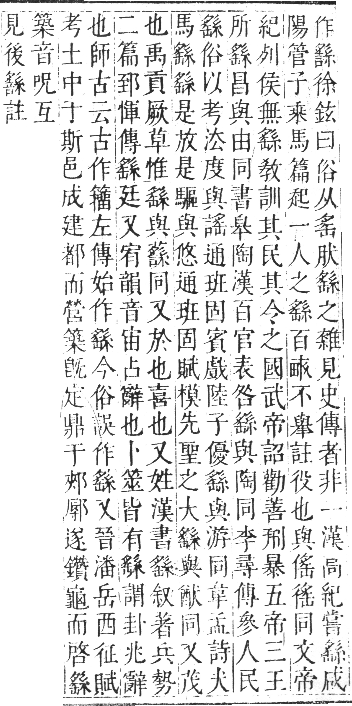 作繇徐鉉曰俗从䍃肰繇之雜見史傳者非一漢高紀嘗繇咸
陽管子乘馬篇起一人之繇百畞不舉註役也與傜徭同文帝
紀列侯無繇敎訓其民其令之國武帝詔勸善刑暴五帝三王
所繇昌與由同書皋陶漢百官表咎繇與陶同李尋傳參人民
繇俗以考法度與謠通班固賓戲陸子優繇與游同韋孟詩犬
馬繇繇是放是驅與悠通班固賦模先聖之大繇與猷同又茂
也禹貢厥草惟繇與蘨同又於也喜也又姓漢書繇敘著兵勢
二篇郅惲傳繇延又宥韻音宙占辭也卜筮皆有繇謂卦兆辭
也師古云古作籕左傳始作繇今俗誤作繇又晉潘岳西征賦
考土中于斯邑成建都而營築旣定鼎于郟鄏遂鑽龜而啓繇
築音呪互
見後繇註